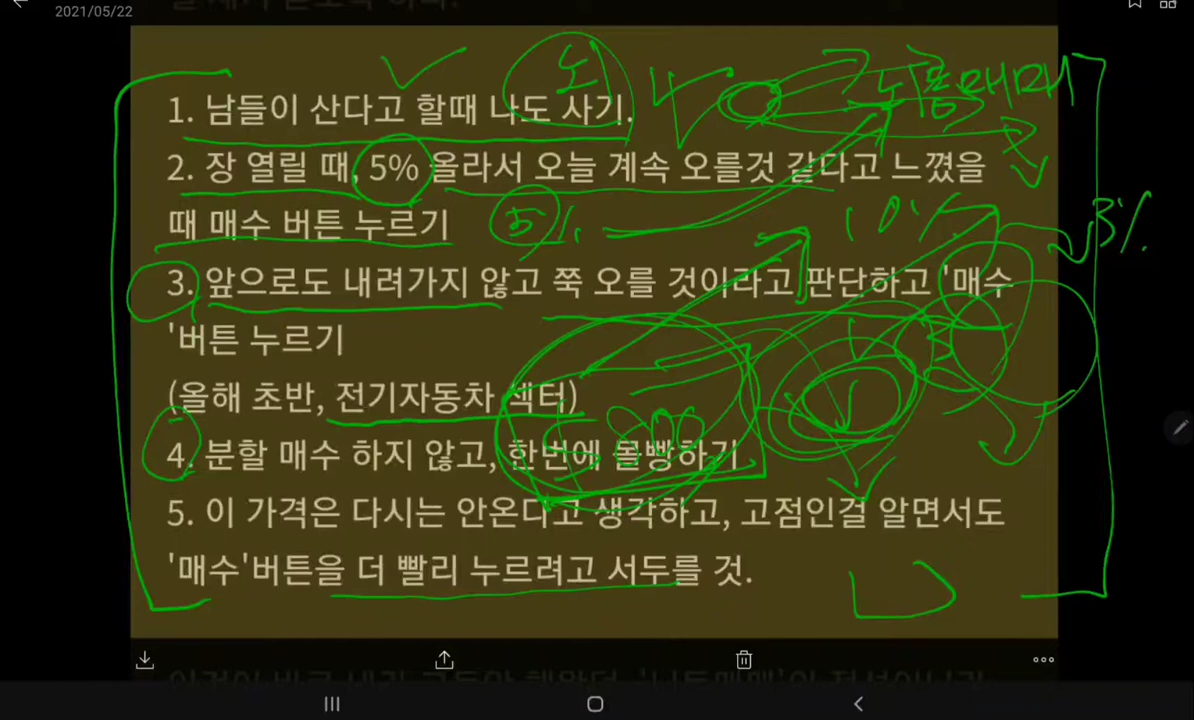 2021/05/22
뇌
뇌동매매
1. 남들이 산다고 할때 나도 사기.
2. 장 열릴 때, 5% 올라서 오늘 계속 오를것 같다고 느꼈을
때 매수 버튼 누르기
10%
3%
3. 앞으로도 내려가지 않고 쭉 오를 것이라고 판단하고 '매수
'버튼 누르기
(올해 초반, 전기자동차 섹터)
4. 분할 매수 하지 않고, 한번에 몰빵하기
5. 이 가격은 다시는 안온다고 생각하고, 고점인걸 알면서도
'매수'버튼을 더 빨리 누르려고 서두를 것.